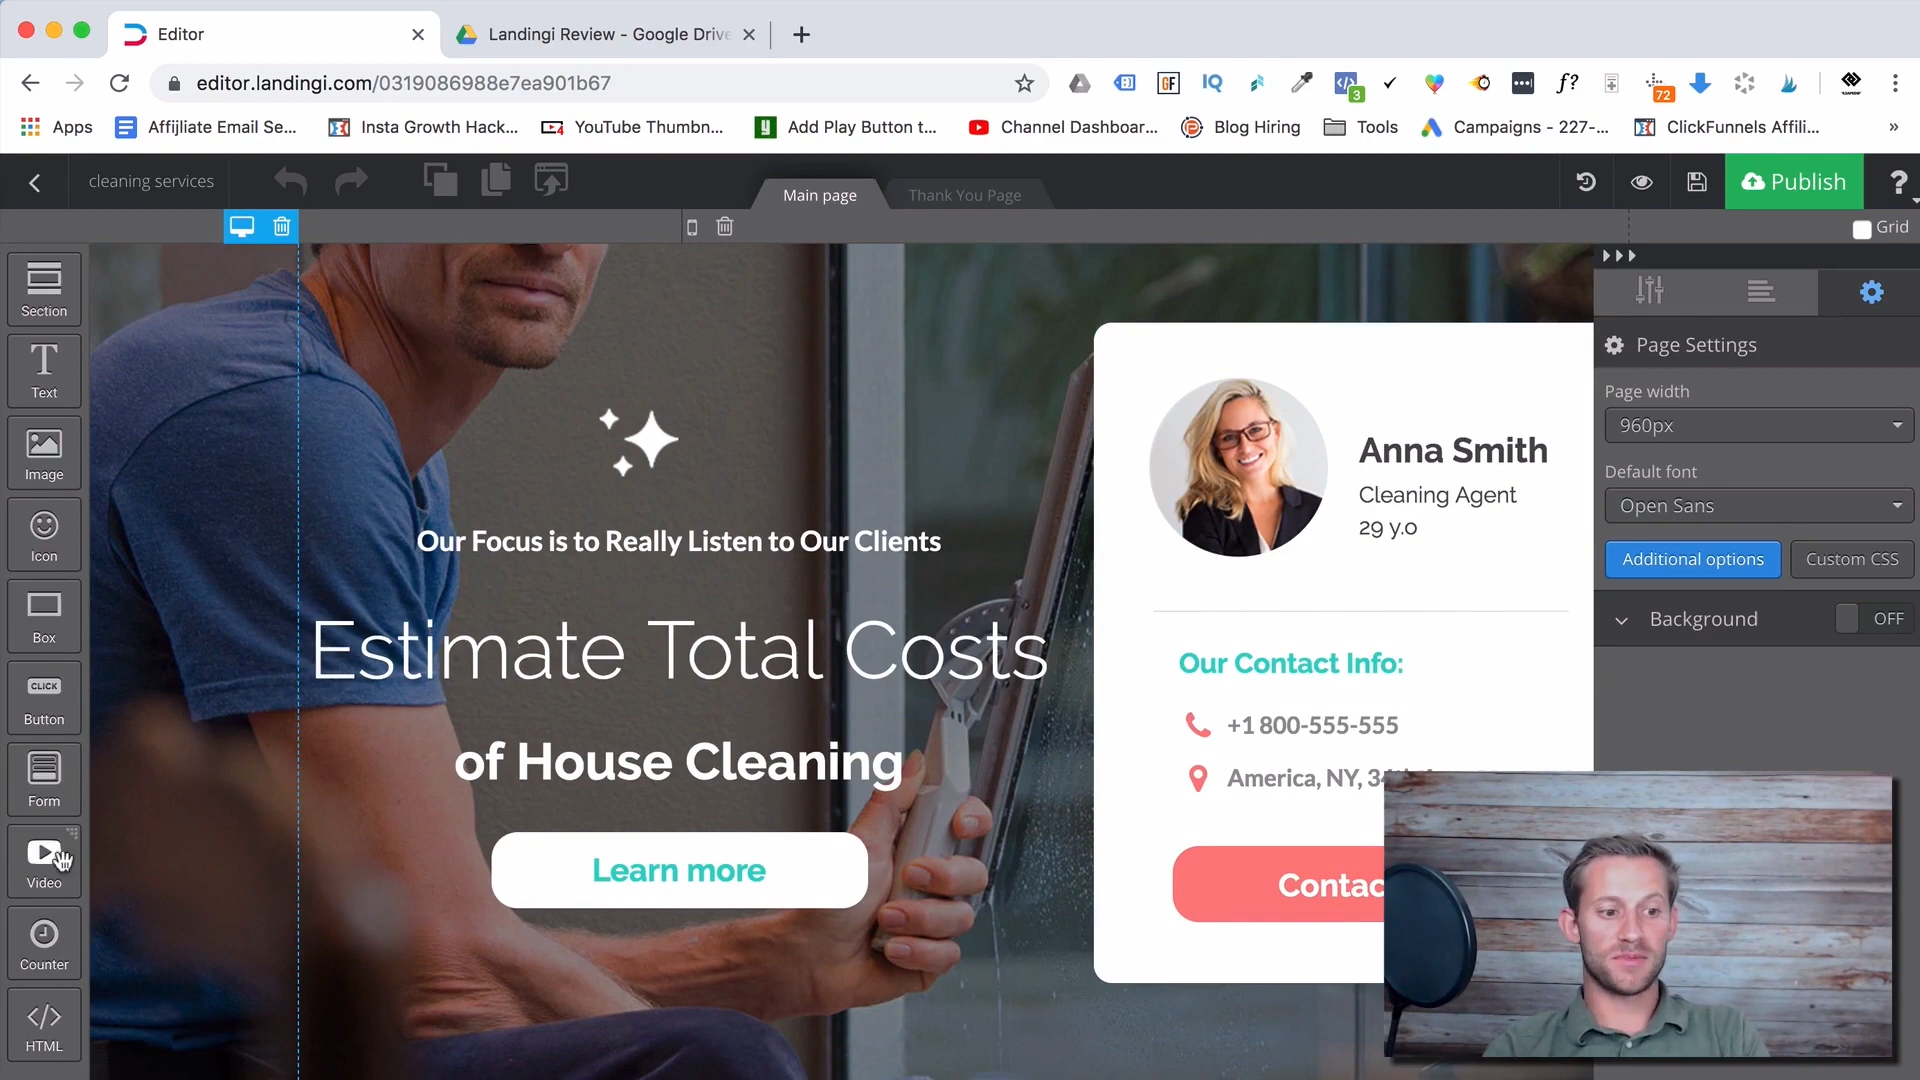 Editor
Landingi Review - Google Drive
editor.landingi.com/0319086988e7ea901b67
GF
IQ
3
f?
72
Apps
Affijliate Email Se...
Insta Growth Hack...
YouTube Thumbn...
Add Play Button t...
Channel Dashboar...
Blog Hiring
Tools
Campaigns - 227-...
ClickFunnels Affili...
»
cleaning services
Main page
Thank You Page
Publish
?
Grid
Section
Text
Image
Icon
Box
CLICK
Button
Form
Video
Counter
HTML
Our Focus is to Really Listen to Our Clients
Estimate Total Costs
of House Cleaning
Learn more
Anna Smith
Cleaning Agent
29 y.o
Our Contact Info:
+1 800-555-555
America, NY,
Contac
Page Settings
Page width
960px
Default font
Open Sans
Additional options
Custom CSS
Background
OFF